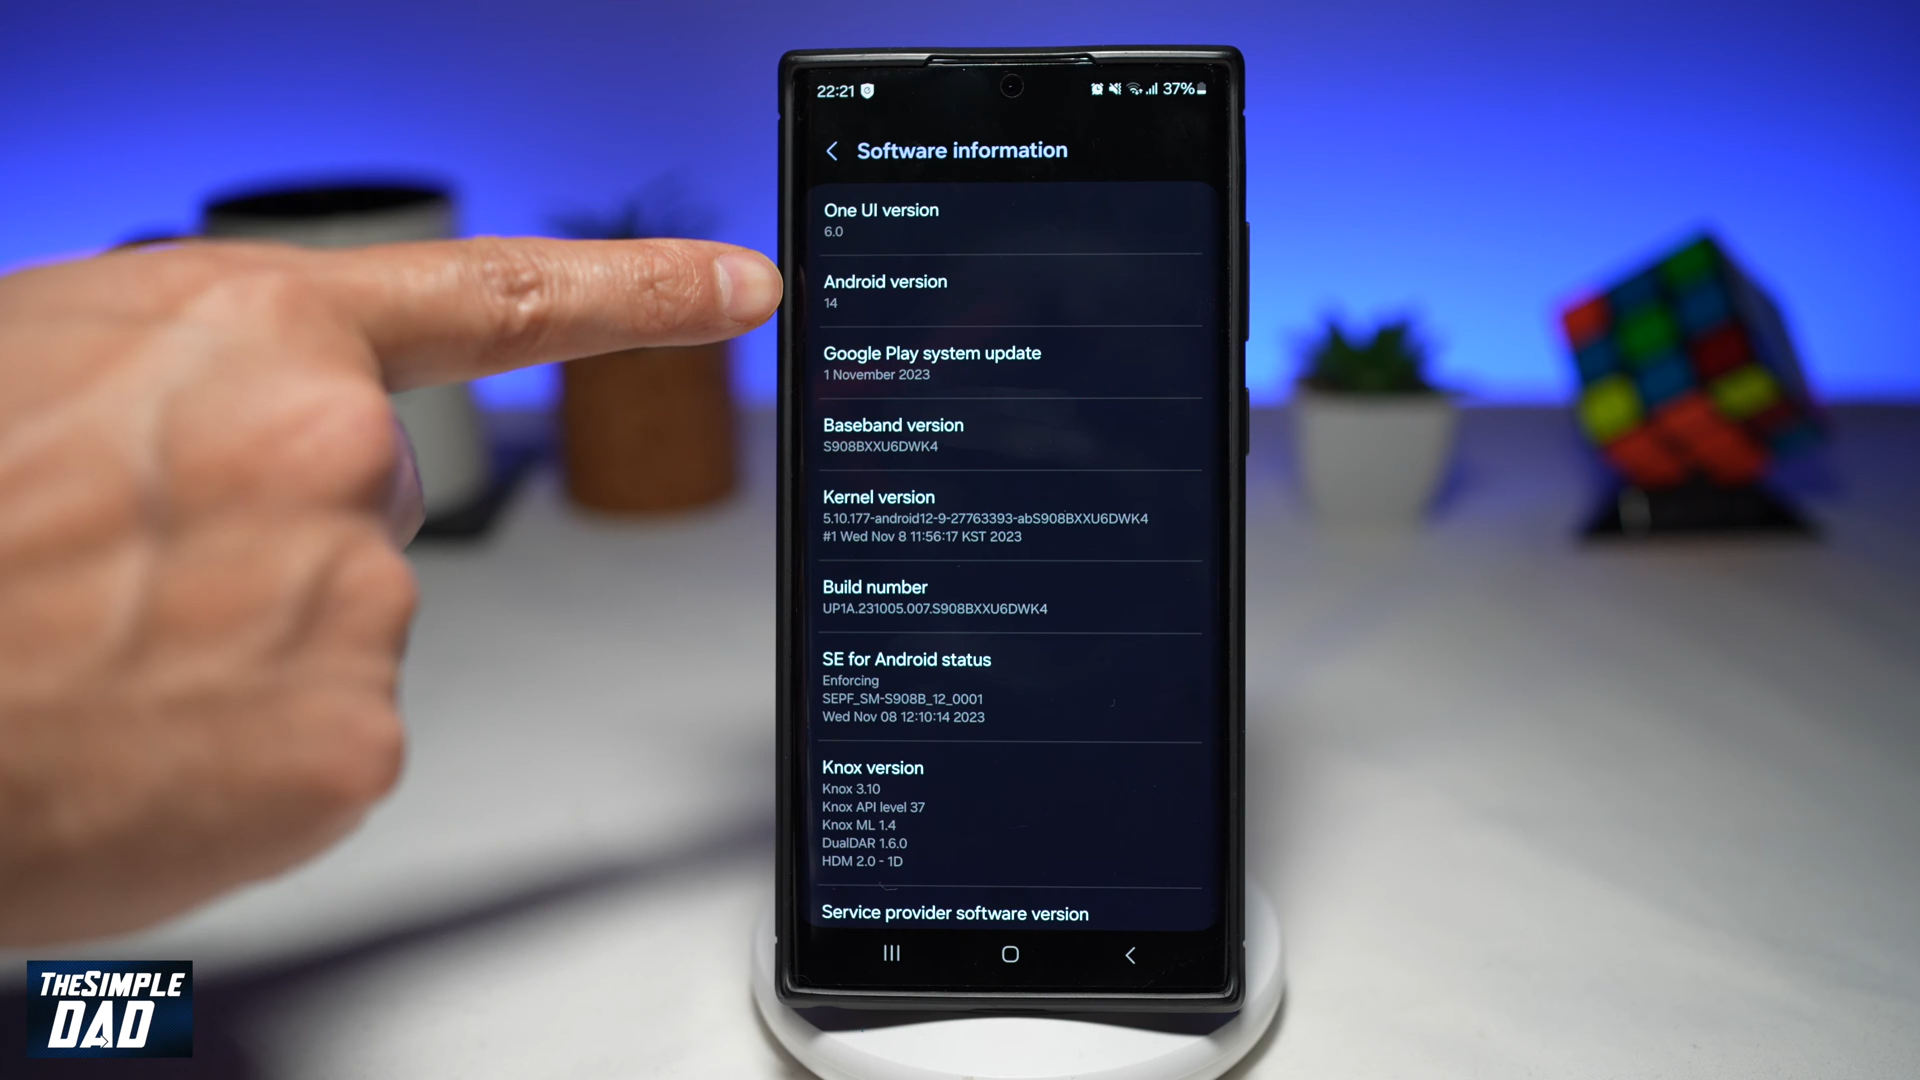 22:21
37%
Software information
One UI version
6.0
Android version
14
Google Play system update
1 November 2023
Baseband version
S908BXXU6DWK4
Kernel version
5.10.177-android12-9-27763393-abS908BXXU6DWK4
#1 Wed Nov 8 11:56:17 KST 2023
Build number
UP1A.231005.007.S908BXXU6DWK4
SE for Android status
Enforcing
SEPF_SM-S908B_12_0001
Wed Nov 08 12:10:14 2023
Knox version
Knox 3.10
Knox API level 37
Knox ML 1.4
DualDAR 1.6.0
HDM 2.0 - 1D
Service provider software version
THESIMPLE
DAD